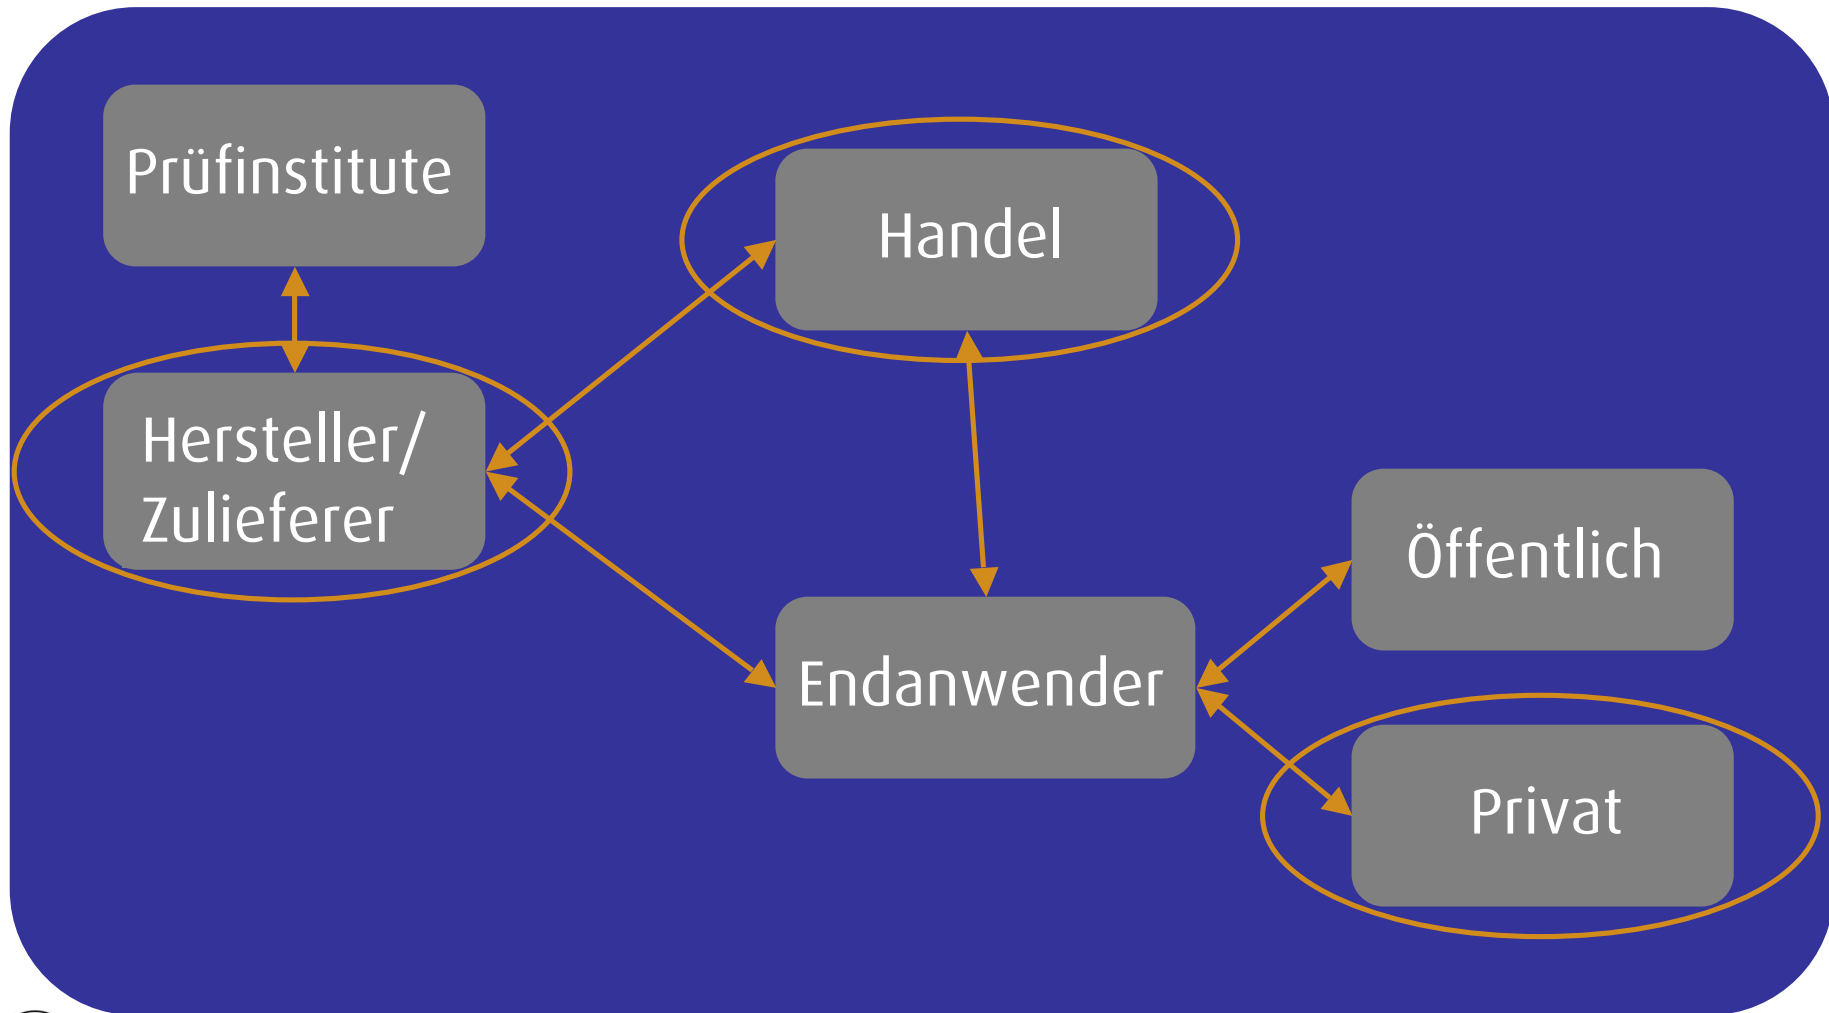 Prüfinstitute
Handel
Hersteller/
Zulieferer
Öffentlich
Endanwender
Privat